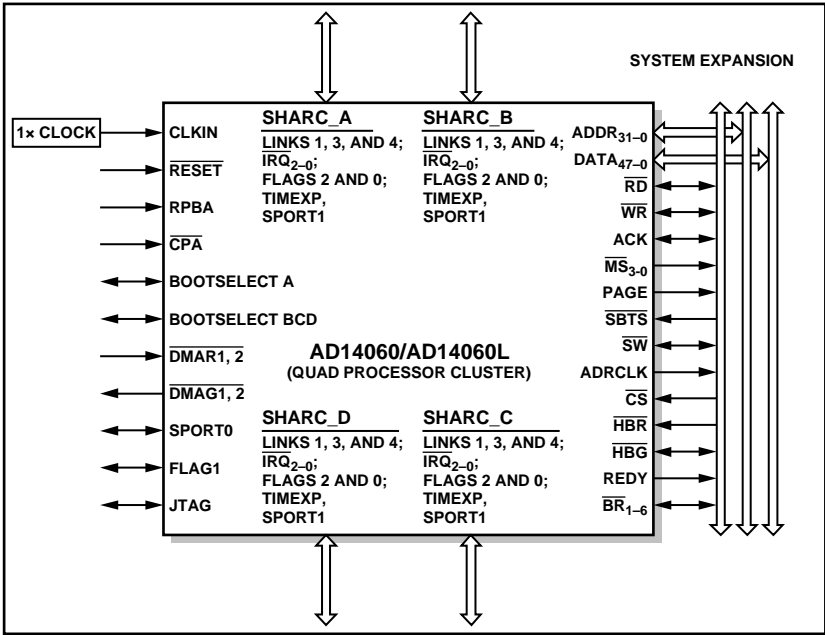 SYSTEM EXPANSION
1× CLOCK
CLKIN
RESET
RPBA
CPA
BOOTSELECT A
BOOTSELECT BCD
DMAR1, 2
DMAG1, 2
SPORT0
FLAG1
JTAG
SHARC_A
LINKS 1, 3, AND 4;
IRQ2–0;
FLAGS 2 AND 0;
TIMEXP,
SPORT1
SHARC_B
LINKS 1, 3, AND 4;
IRQ2–0;
FLAGS 2 AND 0;
TIMEXP,
SPORT1
AD14060/AD14060L
(QUAD PROCESSOR CLUSTER)
SHARC_D
LINKS 1, 3, AND 4;
IRQ2–0;
FLAGS 2 AND 0;
TIMEXP,
SPORT1
SHARC_C
LINKS 1, 3, AND 4;
IRQ2–0;
FLAGS 2 AND 0;
TIMEXP,
SPORT1
ADDR31–0
DATA47–0
RD
WR
ACK
MS3-0
PAGE
SBTS
SW
ADRCLK
CS
HBR
HBG
REDY
BR1–6